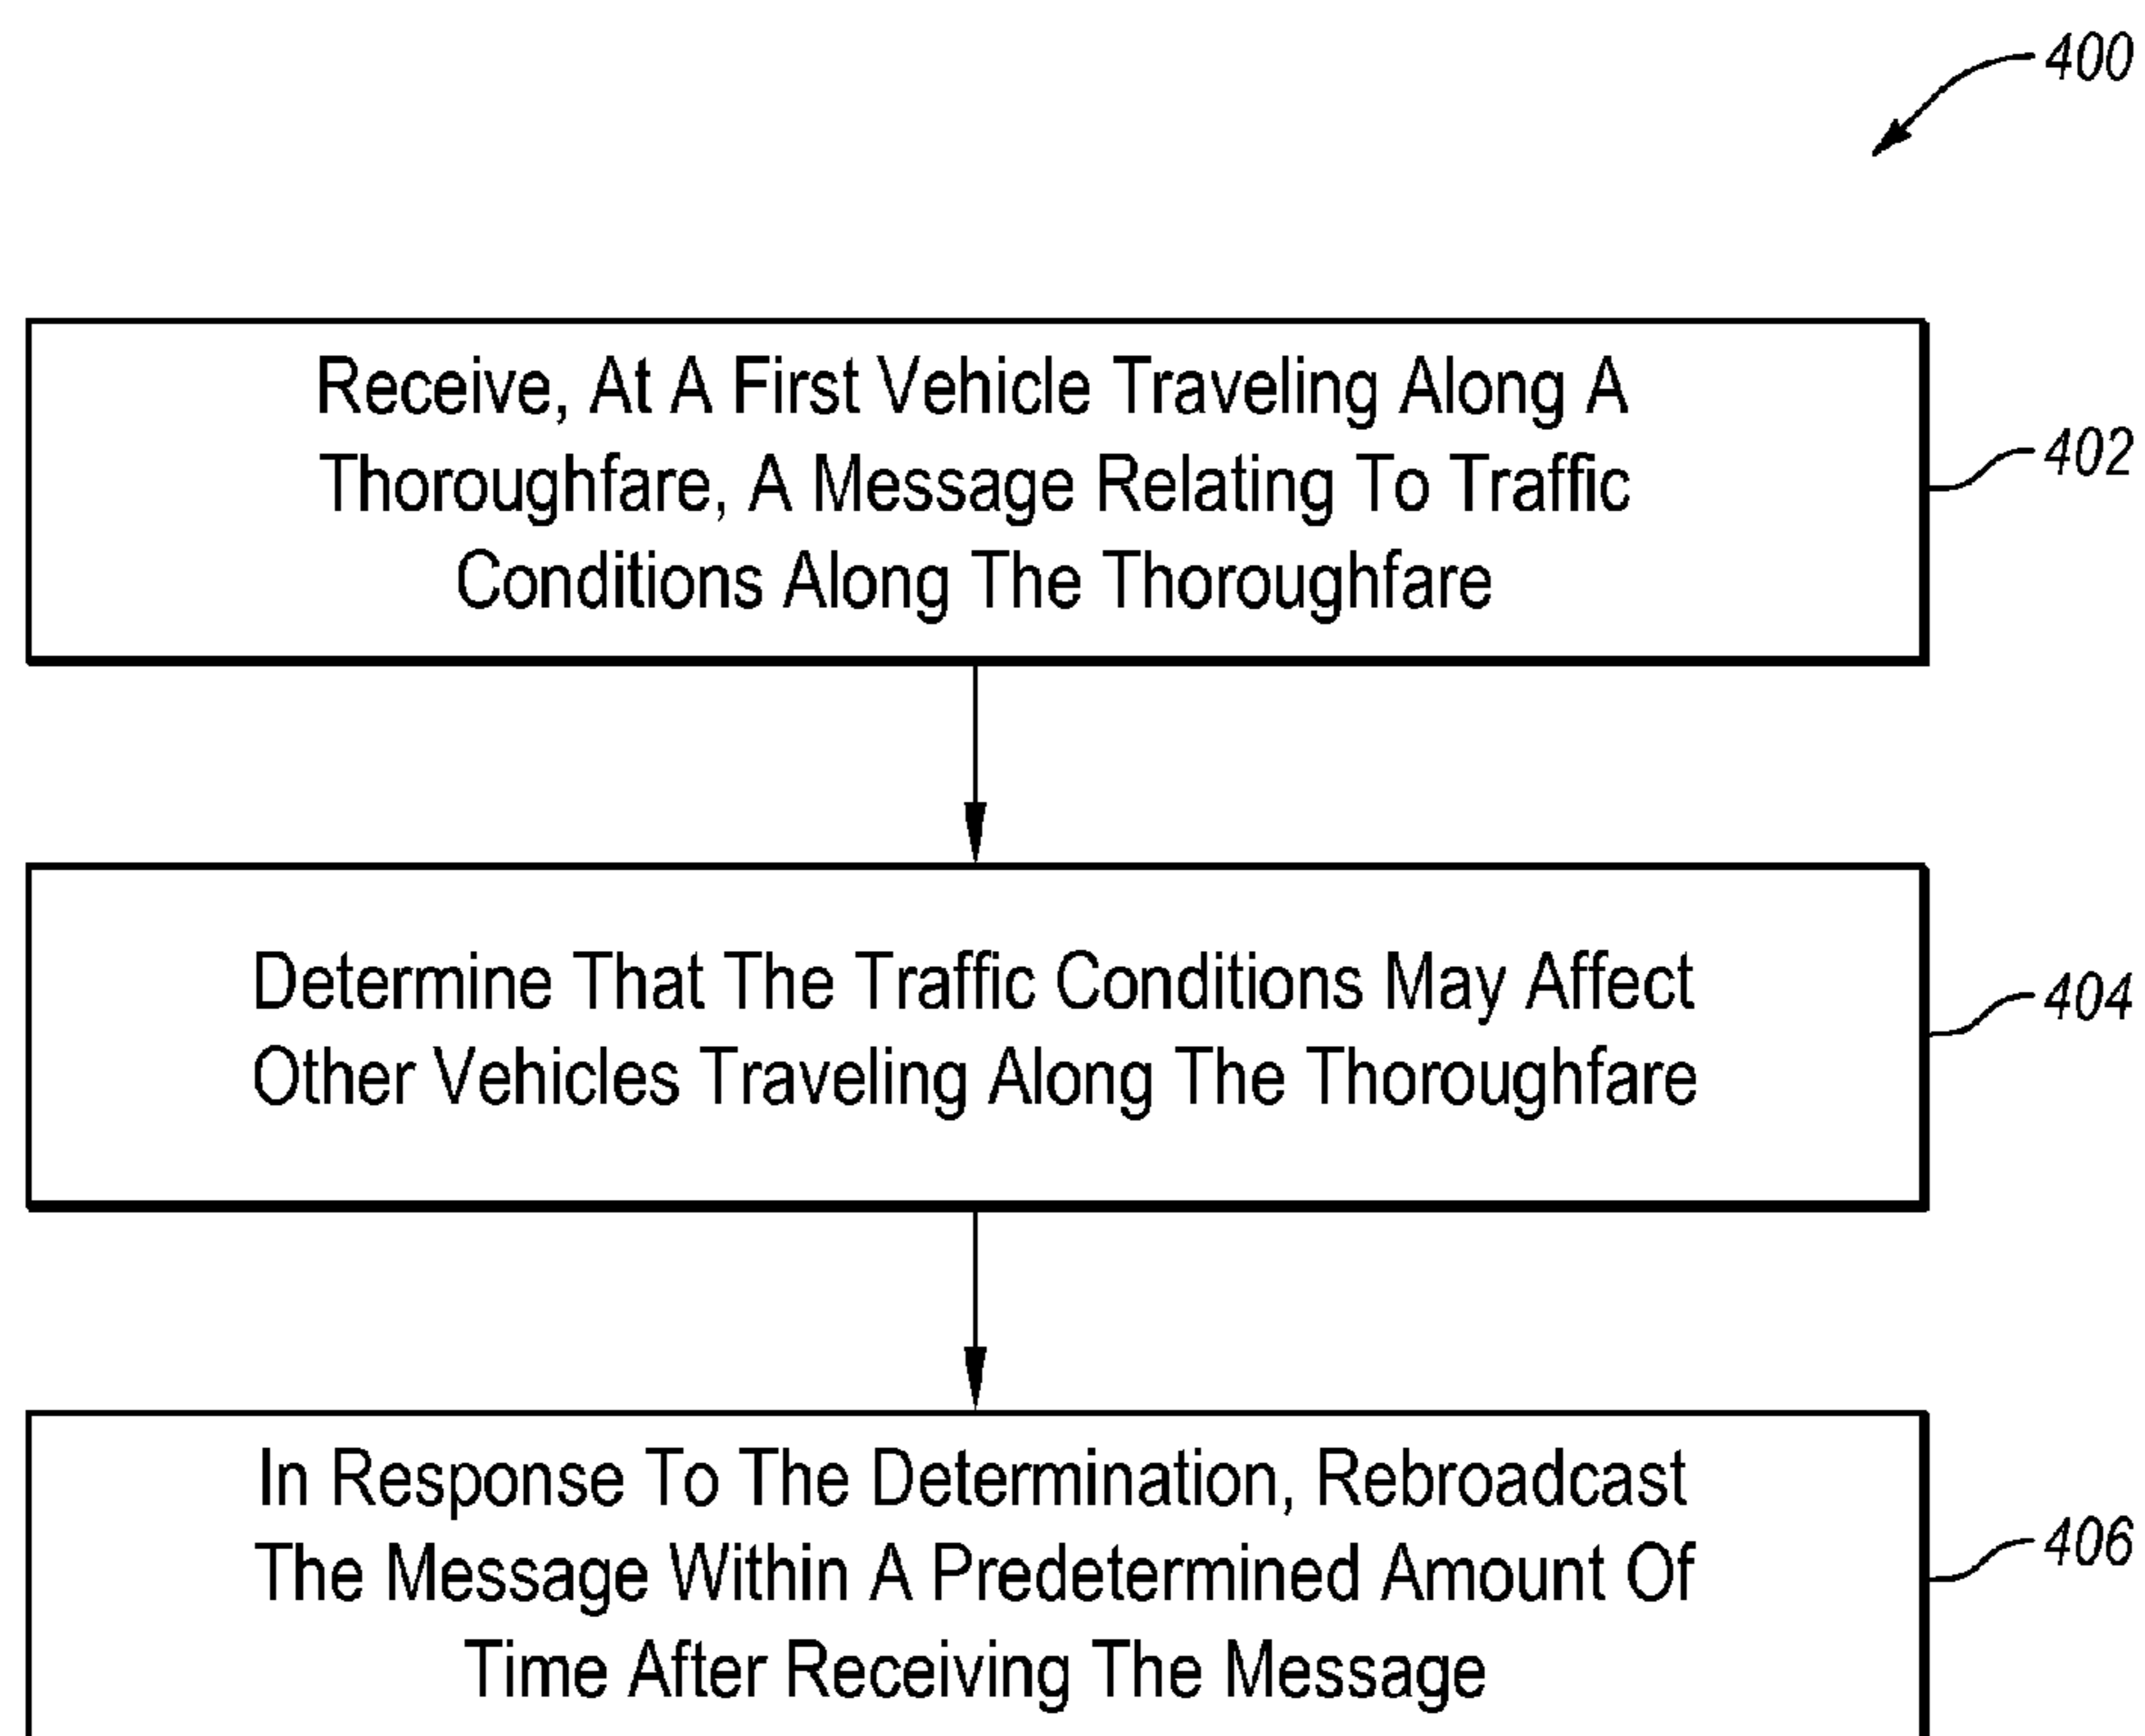 400
Receive, At A First Vehicle Traveling Along A
Thoroughfare, A Message Relating To Traffic
Conditions Along The Thoroughfare
402
Determine That The Traffic Conditions May Affect
Other Vehicles Traveling Along The Thoroughfare
404
In Response To The Determination, Rebroadcast
The Message Within A Predetermined Amount Of
Time After Receiving The Message
406